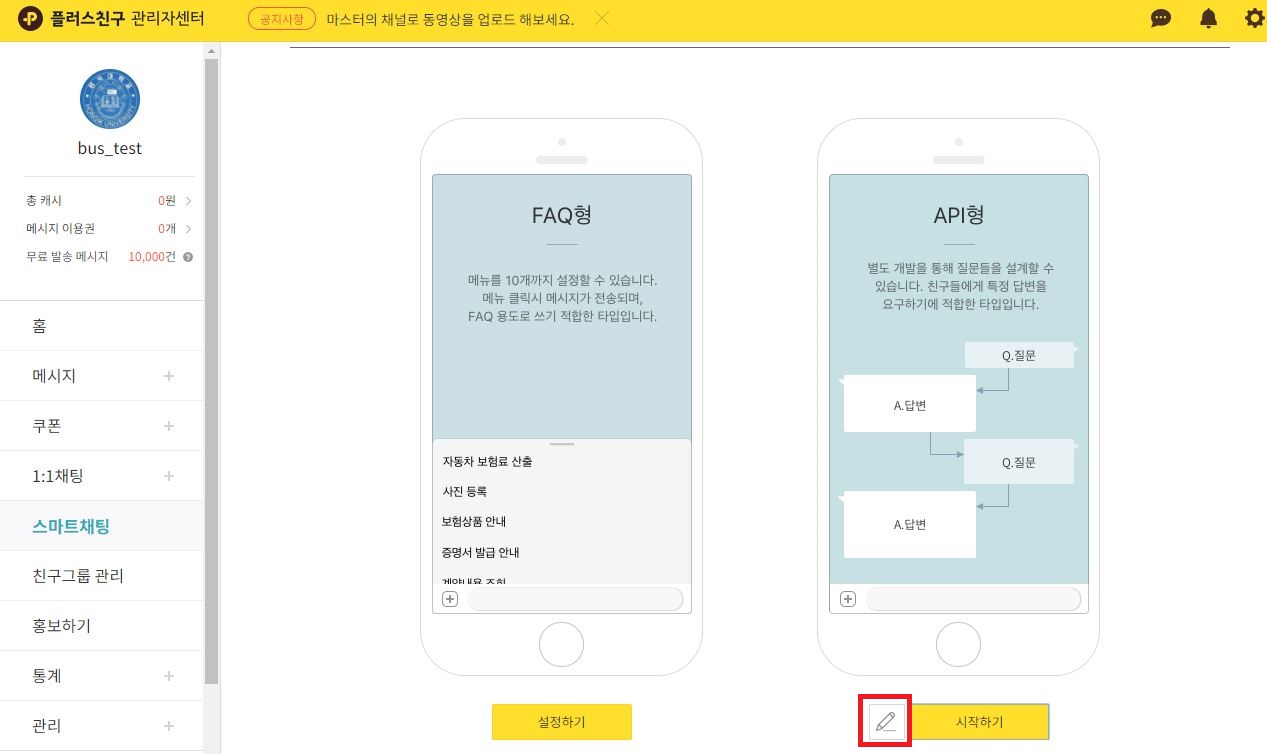 플러스친구 관리자센터
공지사항 마스터의 채널로 동영상을 업로드 해보세요.
HONGIK UNIVERSITY
bus_test
총 캐시 0원
메시지 이용권 0개
무료 발송 메시지 10,000건
홈
메시지
쿠폰
1:1채팅
스마트채팅
친구그룹 관리
홍보하기
통계
관리
FAQ형
메뉴를 10개까지 설정할 수 있습니다.
메뉴 클릭시 메시지가 전송되며,
FAQ 용도로 쓰기 적합한 타입입니다.
자동차 보험료 산출
사진 등록
보험상품 안내
증명서 발급 안내
계약내용 조회
설정하기
API형
별도 개발을 통해 질문들을 설계할 수
있습니다. 친구들에게 특정 답변을
요구하기에 적합한 타입입니다.
Q.질문
A.답변
Q.질문
A.답변
시작하기